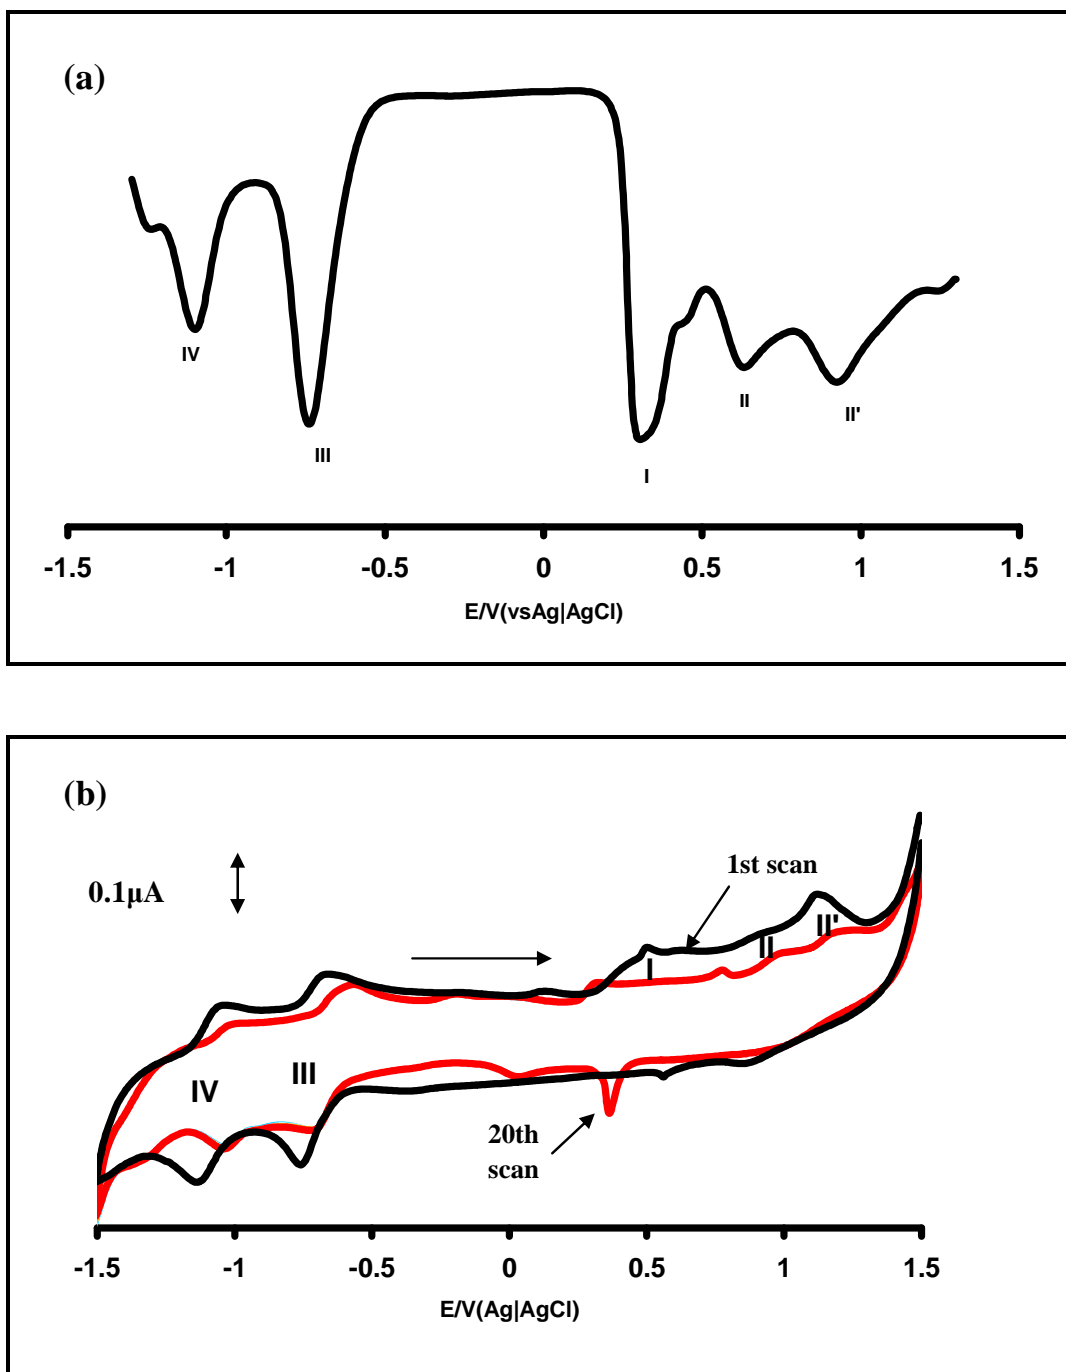 (a)
IV
III
I
II
II'
-1.5 -1 -0.5 0 0.5 1 1.5
E/V(vsAg|AgCl)
(b)
0.1µA
1st scan
I
II
II'
IV
III
20th
scan
-1.5 -1 -0.5 0 0.5 1 1.5
E/V(Ag|AgCl)